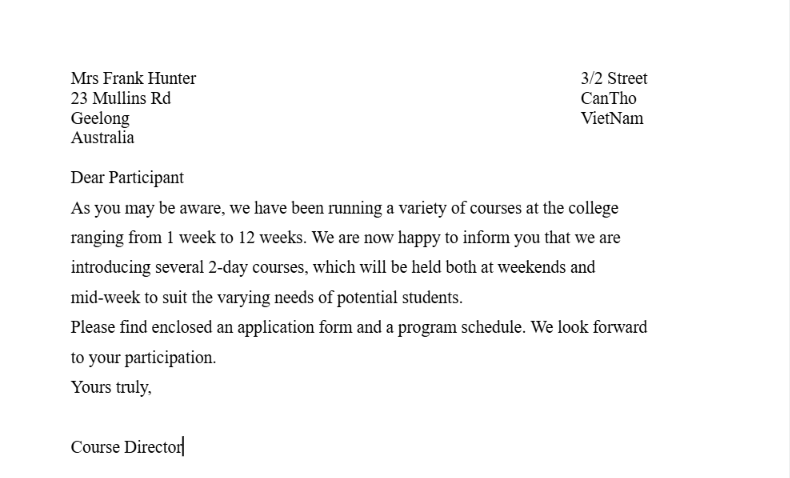 Mrs Frank Hunter 3/2 Street
23 Mullins Rd CanTho
Geelong VietNam
Australia
Dear Participant
As you may be aware, we have been running a variety of courses at the college
ranging from 1 week to 12 weeks. We are now happy to inform you that we are
introducing several 2-day courses, which will be held both at weekends and
mid-week to suit the varying needs of potential students.
Please find enclosed an application form and a program schedule. We look forward
to your participation.
Yours truly,
Course Director